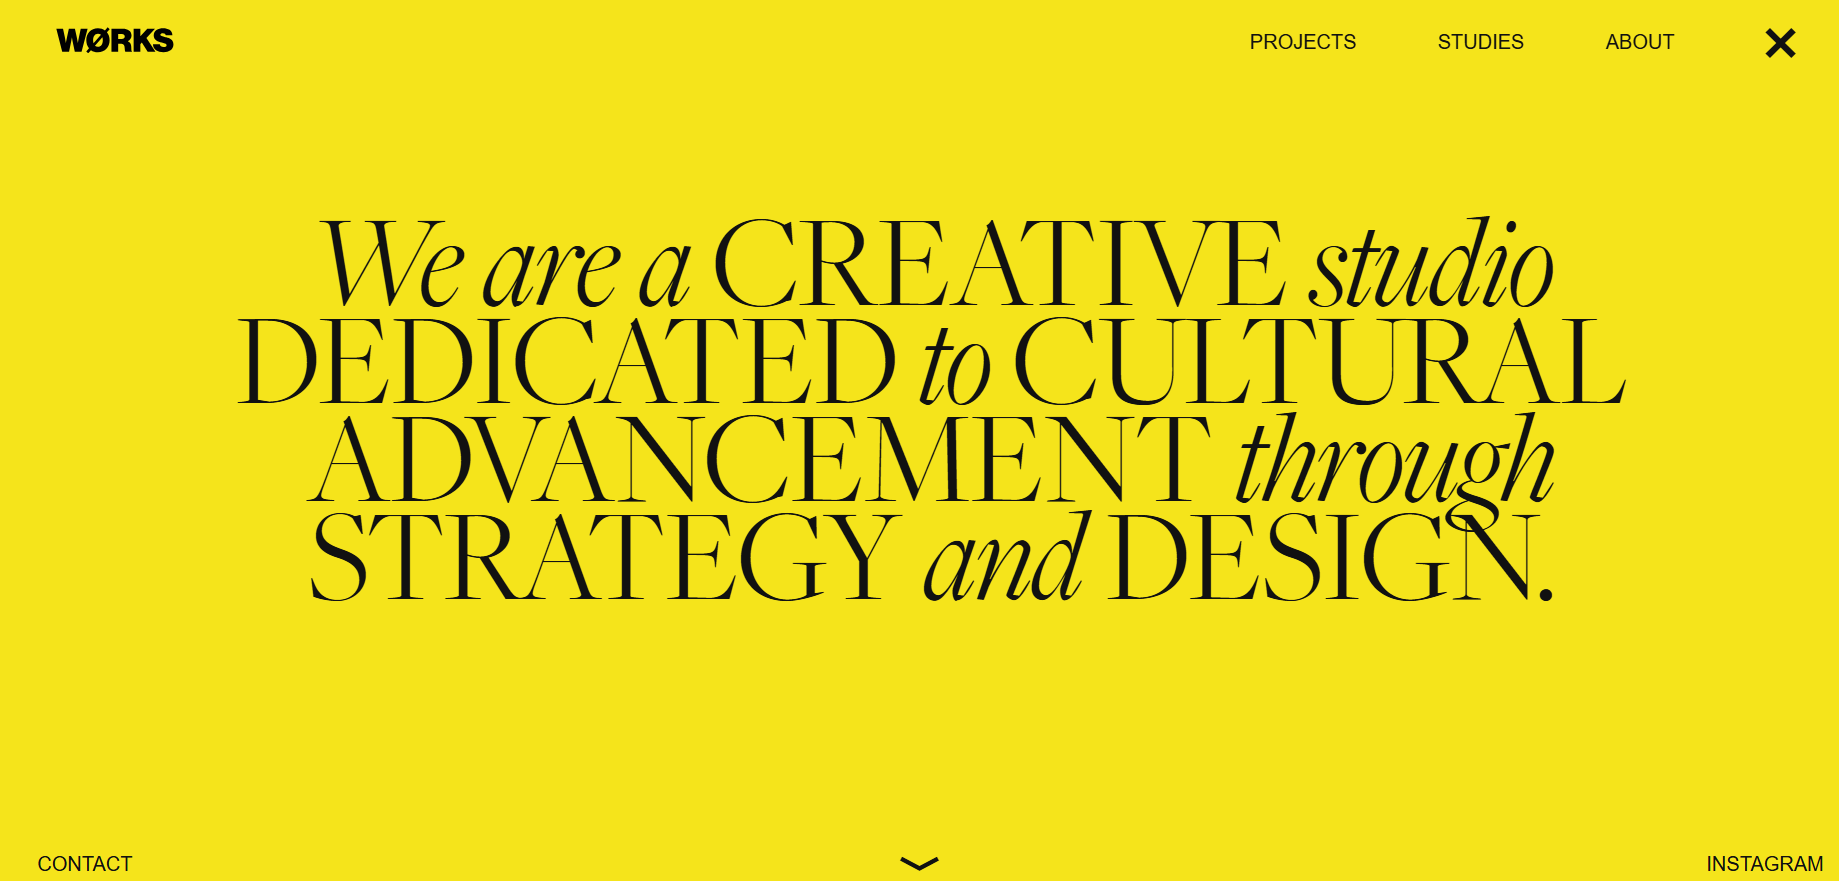 WØRKS
PROJECTS STUDIES ABOUT
We are a CREATIVE studio
DEDICATED to CULTURAL
ADVANCEMENT through
STRATEGY and DESIGN.
CONTACT INSTAGRAM